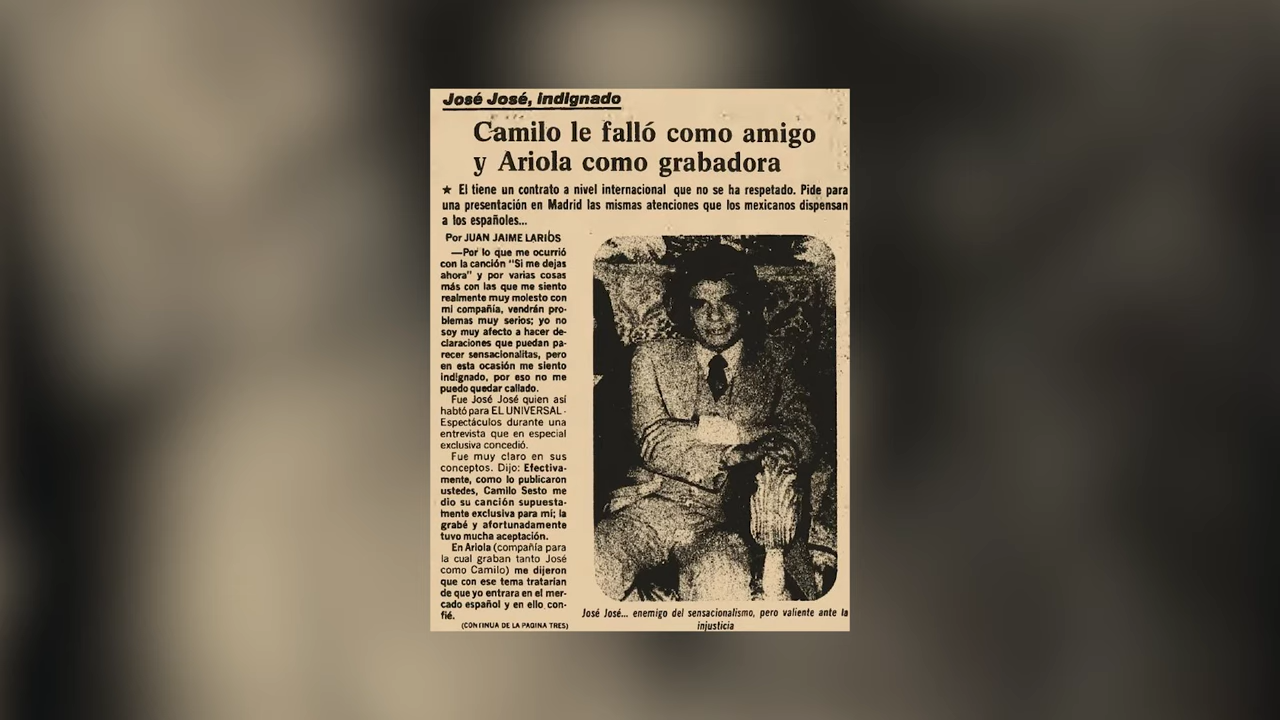 José José, indignado
Camilo le falló como amigo
y Ariola como grabadora
★ El tiene un contrato a nivel internacional que no se ha respetado. Pide para
una presentación en Madrid las mismas atenciones que los mexicanos dispensan
a los españoles...
Por JUAN JAIME LARIOS
—Por lo que me ocurrió
con la canción "Si me dejas
ahora" y por varias cosas
más con las que me siento
realmente muy molesto con
mi compañía, vendrán pro-
blemas muy serios; yo no
soy muy afecto a hacer de-
claraciones que puedan pa-
recer sensacionalitas, pero
en esta ocasión me siento
indignado, por eso no me
puedo quedar callado.
Fue José José quien así
habtó para EL UNIVERSAL -
Espectáculos durante una
entrevista que en especial
exclusiva concedió.
Fue muy claro en sus
conceptos. Dijo: Efectiva-
mente, como lo publicaron
ustedes, Camilo Sesto me
dio su canción supuesta-
mente exclusiva para mí; la
grabé y afortunadamente
tuvo mucha aceptación.
En Ariola (compañía para
la cual graban tanto José
como Camilo) me dijeron
que con ese tema tratarían
de que yo entrara en el mer-
cado español y en ello con-
fié.
(CONTINUA DE LA PAGINA TRES)
José José... enemigo del sensacionalismo, pero valiente ante la
injusticia